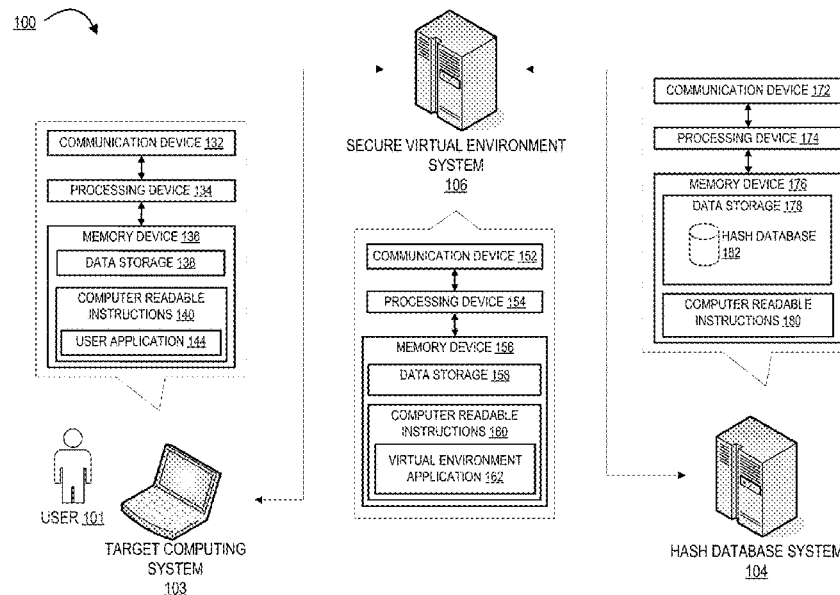 100
SECURE VIRTUAL ENVIRONMENT
SYSTEM
106
COMMUNICATION DEVICE 132
PROCESSING DEVICE 134
MEMORY DEVICE 136
DATA STORAGE 138
COMPUTER READABLE
INSTRUCTIONS 140
USER APPLICATION 144
USER 101
TARGET COMPUTING
SYSTEM
103
COMMUNICATION DEVICE 152
PROCESSING DEVICE 154
MEMORY DEVICE 156
DATA STORAGE 158
COMPUTER READABLE
INSTRUCTIONS 160
VIRTUAL ENVIRONMENT
APPLICATION 162
COMMUNICATION DEVICE 172
PROCESSING DEVICE 174
MEMORY DEVICE 176
DATA STORAGE 178
HASH DATABASE
182
COMPUTER READABLE
INSTRUCTIONS 180
HASH DATABASE SYSTEM
104